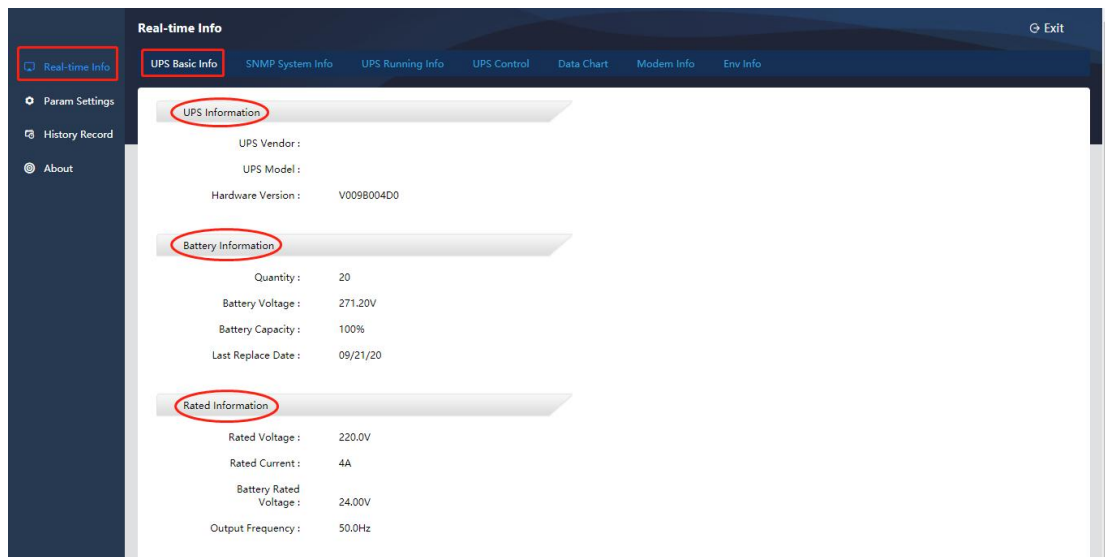 Real-time Info
Exit
Real-time Info
Param Settings
History Record
About
UPS Basic Info SNMP System Info UPS Running Info UPS Control Data Chart Modem Info Env Info
UPS Information
UPS Vendor :
UPS Model :
Hardware Version : V009B004D0
Battery Information
Quantity : 20
Battery Voltage : 271.20V
Battery Capacity : 100%
Last Replace Date : 09/21/20
Rated Information
Rated Voltage : 220.0V
Rated Current : 4A
Battery Rated
Voltage : 24.00V
Output Frequency : 50.0Hz